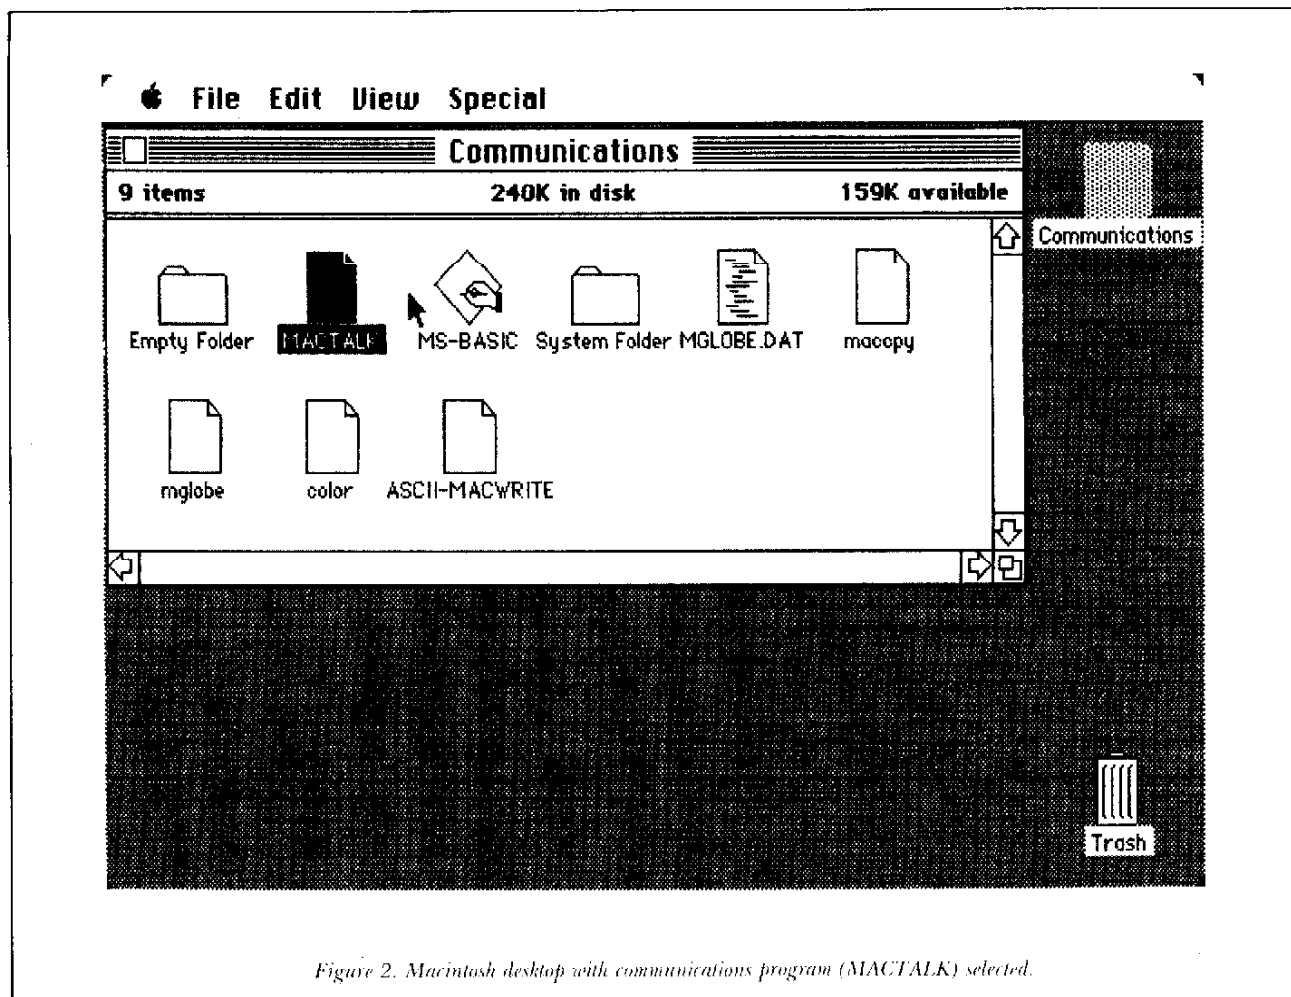 File Edit View Special
Communications
9 items 240K in disk 159K available
Communications
Empty Folder MACTALK MS-BASIC System Folder MGLOBE.DAT macopy
mglobe color ASCII-MACWRITE
Trash
Figure 2. Macintosh desktop with communications program (MACTALK) selected.